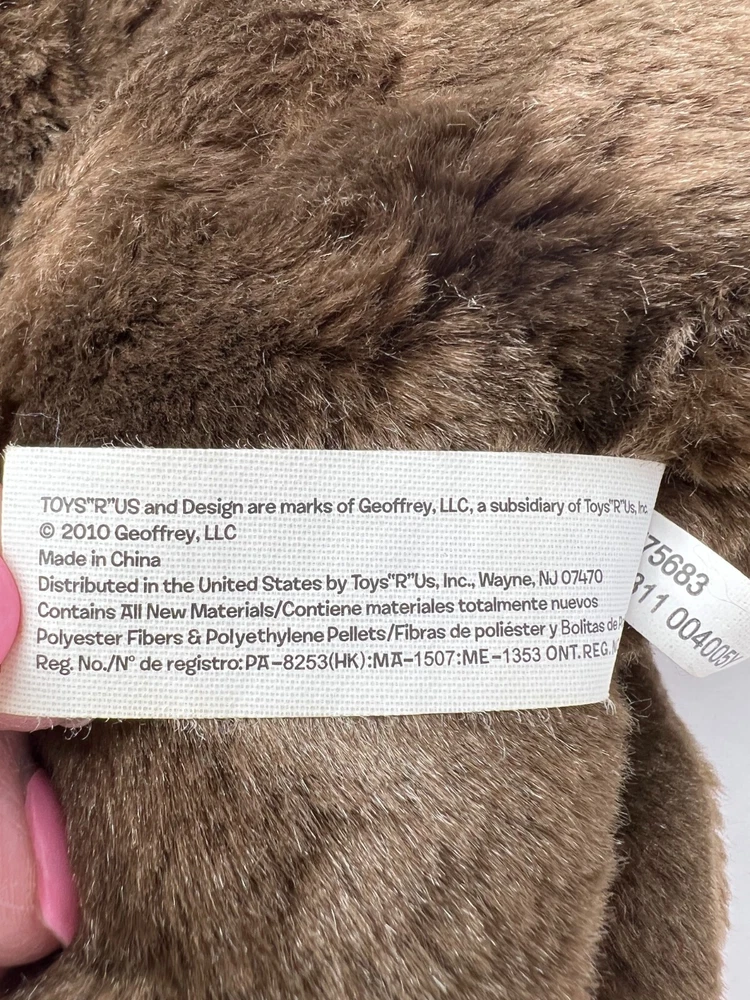 TOYS"R"US and Design are marks of Geoffrey, LLC, a subsidiary of Toys"R"Us, Inc
© 2010 Geoffrey, LLC
Made in China
Distributed in the United States by Toys"R"Us, Inc., Wayne, NJ 07470
Contains All New Materials/Contiene materiales totalmente nuevos
Polyester Fibers & Polyethylene Pellets/Fibras de poliéster y Bolitas de
Reg. No./N° de registro:PA-8253(HK):MA-1507:ME-1353 ONT.REG.
75683
311 004005